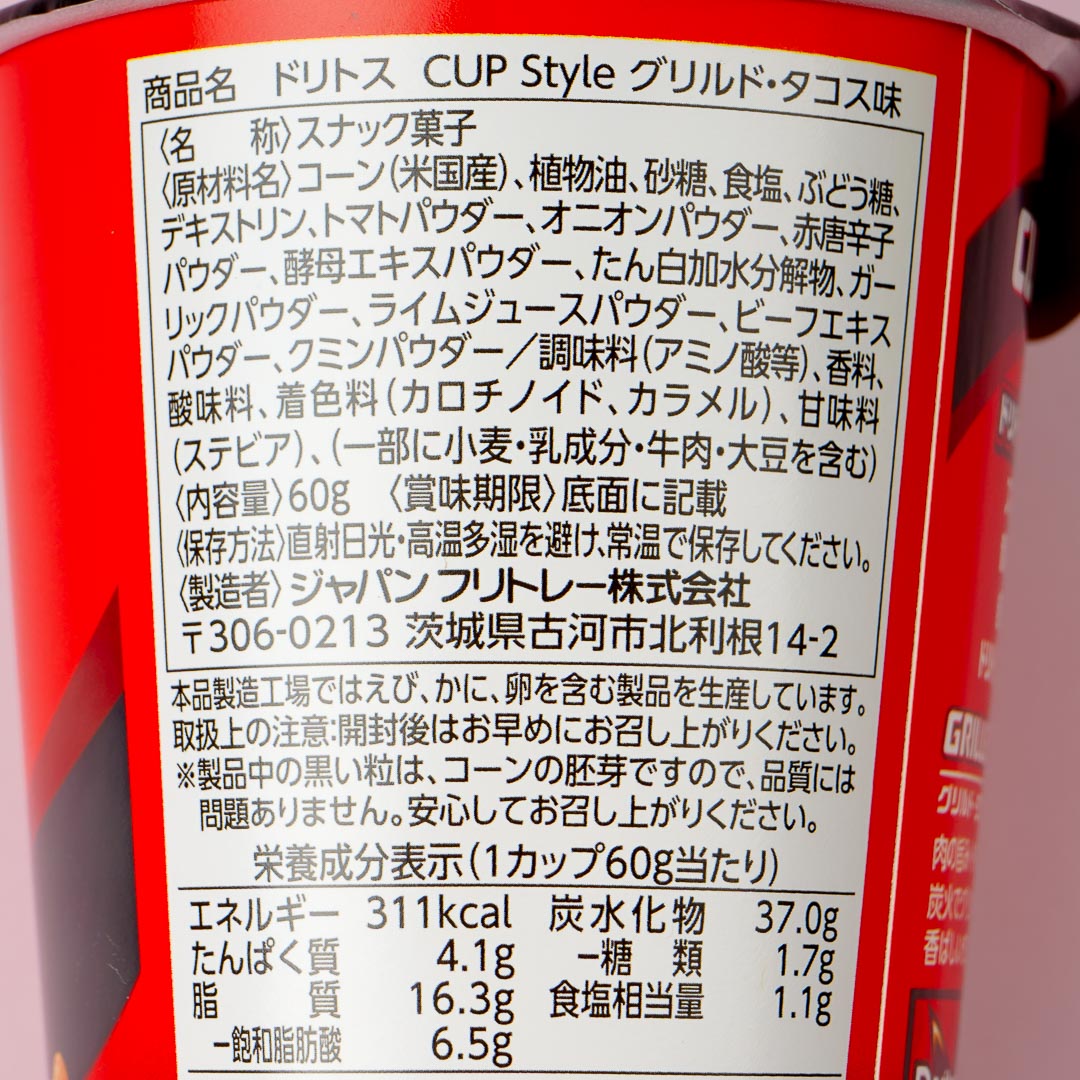 商品名 ドリトス CUP Style グリルド・タコス味
〈名 称〉スナック菓子
〈原材料名〉コーン(米国産)、植物油、砂糖、食塩、ぶどう糖、
デキストリン、トマトパウダー、オニオンパウダー、赤唐辛子
パウダー、酵母エキスパウダー、たん白加水分解物、ガー
リックパウダー、ライムジュースパウダー、ビーフエキス
パウダー、クミンパウダー／調味料(アミノ酸等)、香料、
酸味料、着色料(カロチノイド、カラメル)、甘味料
(ステビア)、(一部に小麦・乳成分・牛肉・大豆を含む)
〈内容量〉60g 〈賞味期限〉底面に記載
〈保存方法〉直射日光・高温多湿を避け、常温で保存してください。
〈製造者〉ジャパン フリトレー株式会社
〒306-0213 茨城県古河市北利根14-2
本品製造工場ではえび、かに、卵を含む製品を生産しています。
取扱上の注意:開封後はお早めにお召し上がりください。
※製品中の黒い粒は、コーンの胚芽ですので、品質には
問題ありません。安心してお召し上がりください。
栄養成分表示(1カップ60g当たり)
エネルギー 311kcal 炭水化物 37.0g
たんぱく質 4.1g −糖 類 1.7g
脂 質 16.3g 食塩相当量 1.1g
−飽和脂肪酸 6.5g